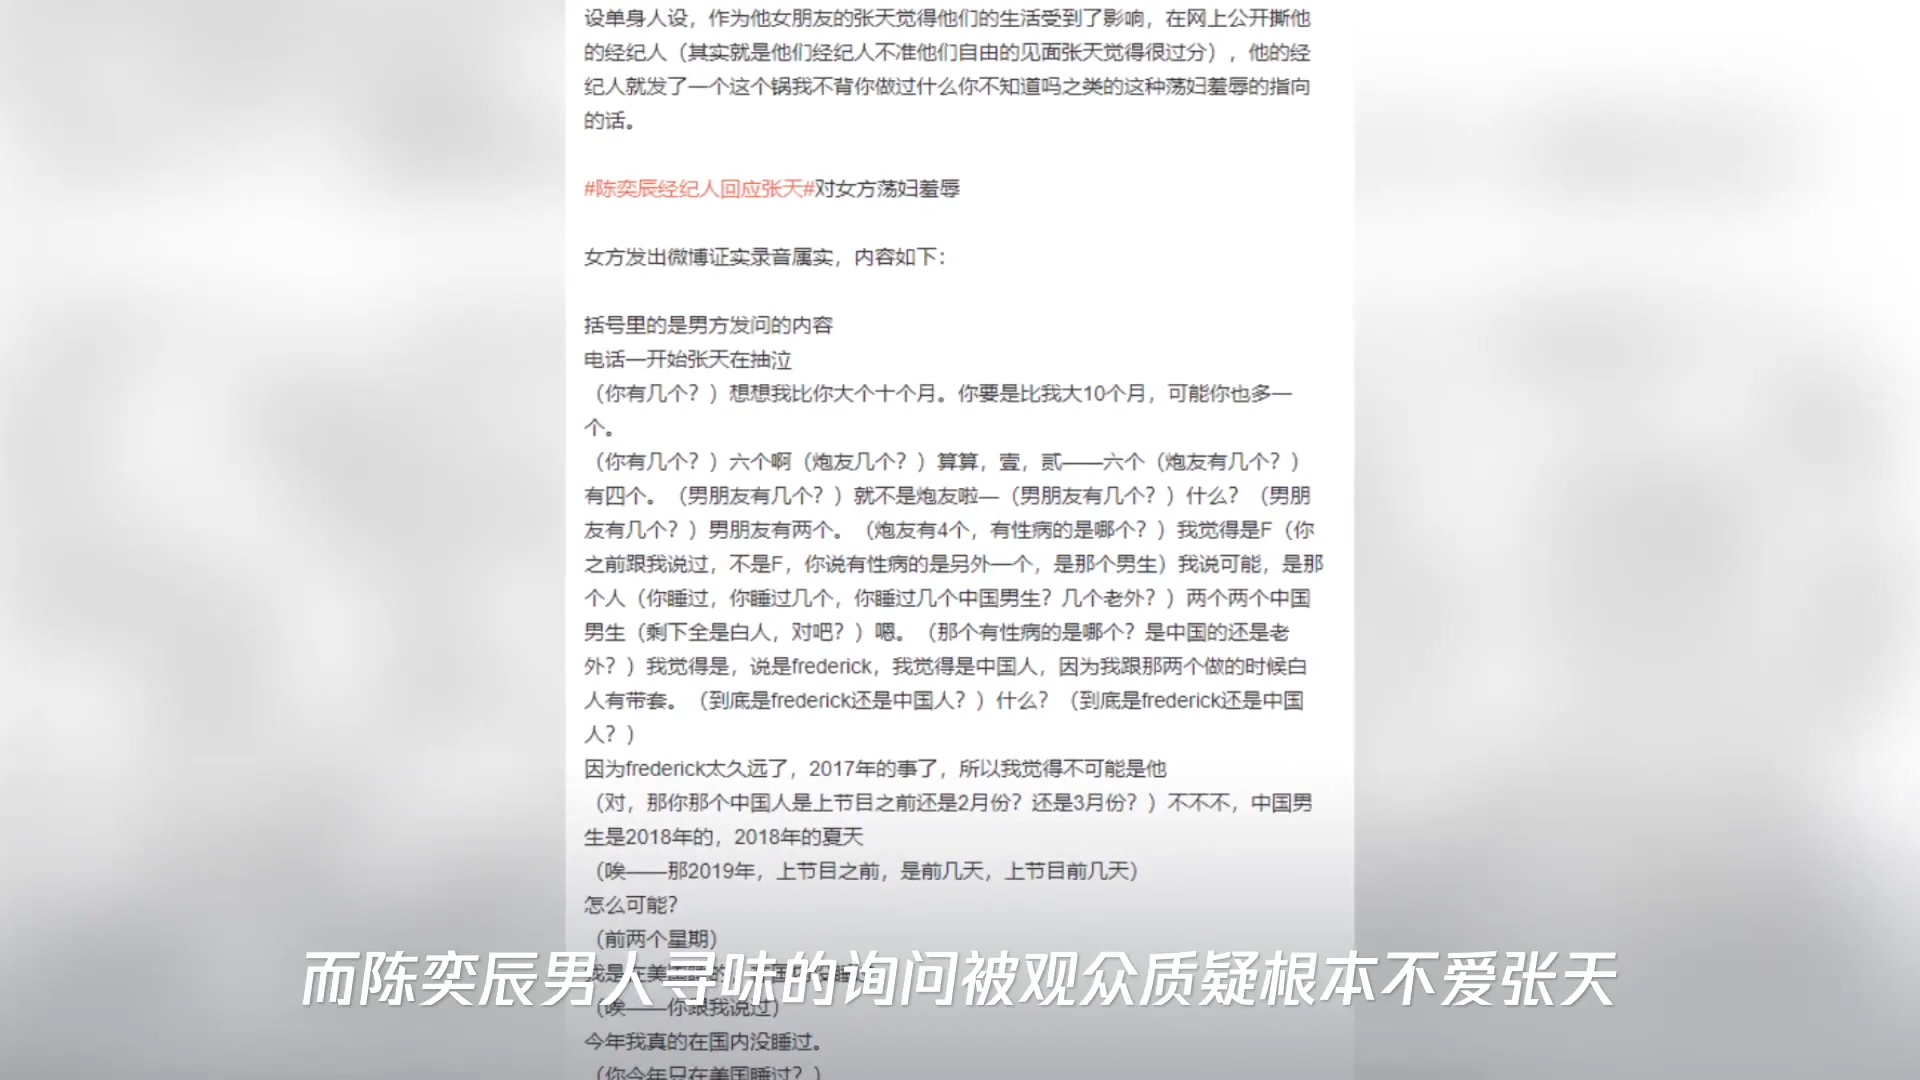 设单身人设，作为他女朋友的张天觉得他们的生活受到了影响，在网上公开撕他
的经纪人（其实就是他们经纪人不准他们自由的见面张天觉得很过分），他的经
纪人就发了一个这个锅我不背你做过什么你不知道吗之类的这种荡妇羞辱的指向
的话。
#陈奕辰经纪人回应张天#对女方荡妇羞辱
女方发出微博证实录音属实，内容如下：
括号里的是男方发问的内容
电话一开始张天在抽泣
（你有几个？）想想我比你大个十个月。你要是比我大10个月，可能你也多一
个。
（你有几个？）六个啊（炮友几个？）算算，壹，贰——六个（炮友有几个？）
有四个。（男朋友有几个？）就不是炮友啦—（男朋友有几个？）什么？（男朋
友有几个？）男朋友有两个。（炮友有4个，有性病的是哪个？）我觉得是F（你
之前跟我说过，不是F，你说有性病的是另外一个，是那个男生）我说可能，是那
个人（你睡过，你睡过几个，你睡过几个中国男生？几个老外？）两个两个中国
男生（剩下全是白人，对吧？）嗯。（那个有性病的是哪个？是中国的还是老
外？）我觉得是，说是frederick，我觉得是中国人，因为我跟那两个做的时候白
人有带套。（到底是frederick还是中国人？）什么？（到底是frederick还是中国
人？）
因为frederick太久远了，2017年的事了，所以我觉得不可能是他
（对，那你那个中国人是上节目之前还是2月份？还是3月份？）不不不，中国男
生是2018年的，2018年的夏天
（唉——那2019年，上节目之前，是前几天，上节目前几天）
怎么可能？
（前两个星期）
而陈奕辰男人寻味的询问被观众质疑根本不爱张天
（唉——你跟我说过）
今年我真的在国内没睡过。
（你今年只在美国睡过？）